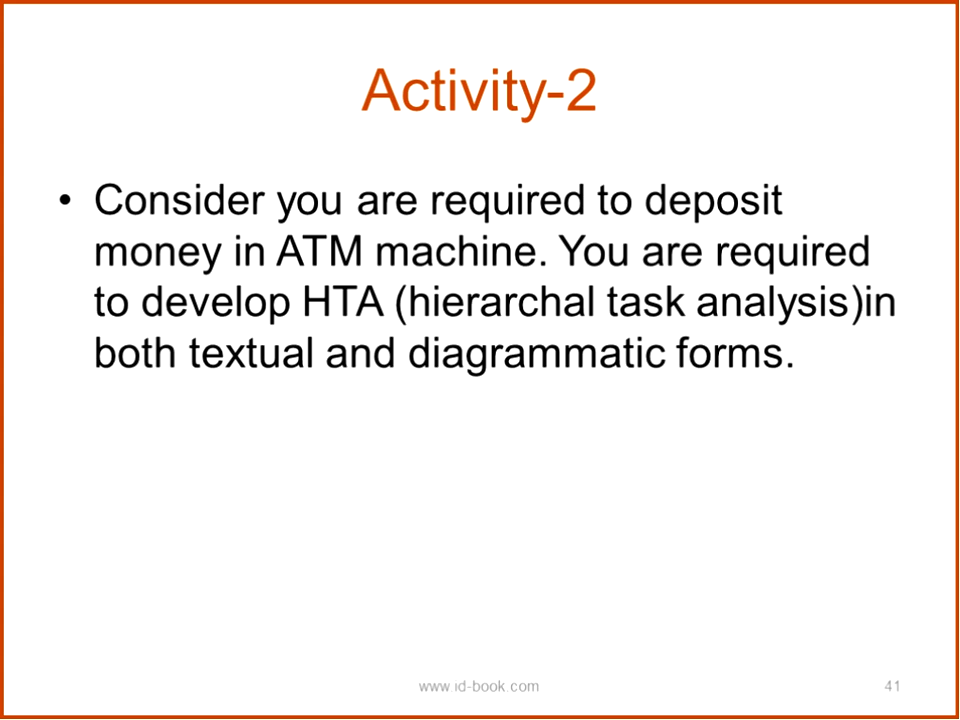 Activity-2
• Consider you are required to deposit
money in ATM machine. You are required
to develop HTA (hierarchal task analysis)in
both textual and diagrammatic forms.
www.id-book.com
41